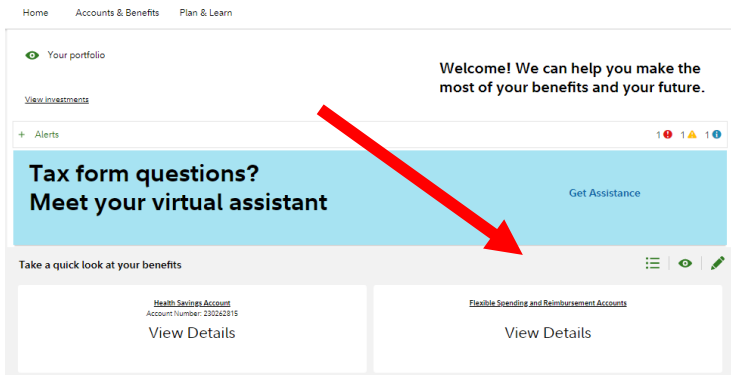 Home Accounts & Benefits Plan & Learn
Your portfolio
Welcome! We can help you make the
most of your benefits and your future.
View investments
+ Alerts
1 1 1
Tax form questions?
Meet your virtual assistant
Get Assistance
Take a quick look at your benefits
Health Savings Account
Account Number: 230262815
View Details
Flexible Spending and Reimbursement Accounts
View Details